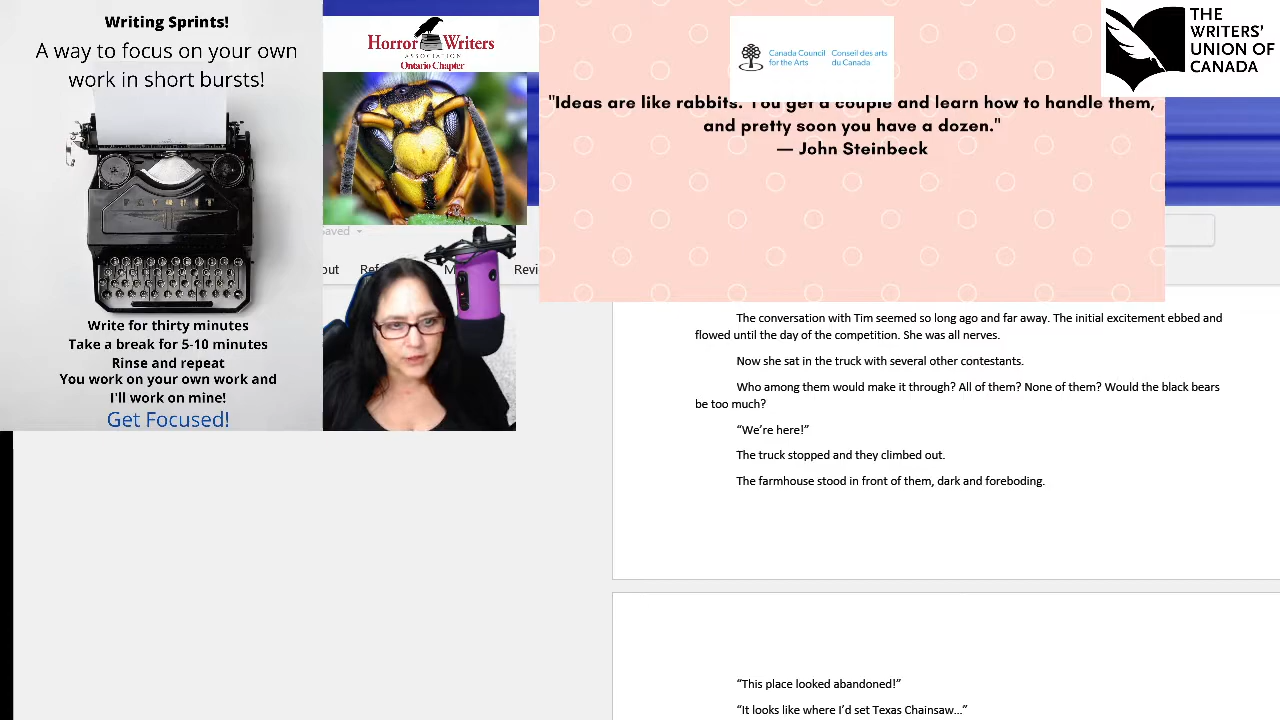 Writing Sprints!
A way to focus on your own
work in short bursts!
PATRIT
Write for thirty minutes
Take a break for 5-10 minutes
Rinse and repeat
You work on your own work and
I'll work on mine!
Get Focused!
Horror Writers
ASSOCIATION
Ontario Chapter
Canada Council
for the Arts
Conseil des arts
du Canada
"Ideas are like rabbits. You get a couple and learn how to handle them,
and pretty soon you have a dozen."
— John Steinbeck
THE
WRITERS'
UNION OF
CANADA
Saved
out
Ref
M
Revi
The conversation with Tim seemed so long ago and far away. The initial excitement ebbed and
flowed until the day of the competition. She was all nerves.
Now she sat in the truck with several other contestants.
Who among them would make it through? All of them? None of them? Would the black bears
be too much?
“We’re here!”
The truck stopped and they climbed out.
The farmhouse stood in front of them, dark and foreboding.
“This place looked abandoned!”
“It looks like where I’d set Texas Chainsaw…”